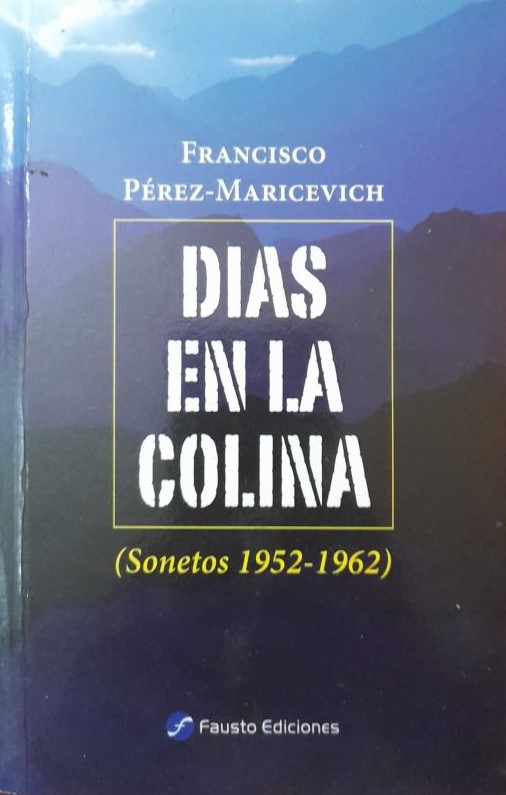 FRANCISCO
PÉREZ-MARICEVICH
DIAS
EN LA
COLINA
(Sonetos 1952-1962)
Fausto Ediciones